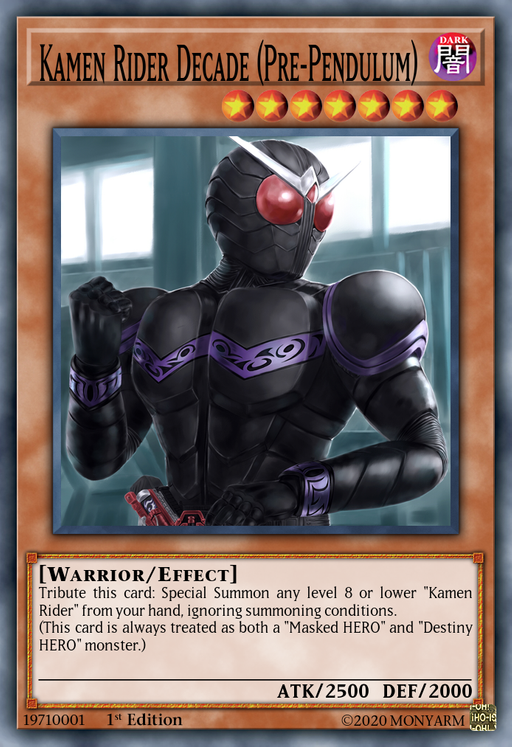 KAMEN RIDER DECADE (PRE-PENDULUM)
DARK
闇
[WARRIOR/EFFECT]
Tribute this card: Special Summon any level 8 or lower "Kamen
Rider" from your hand, ignoring summoning conditions.
(This card is always treated as both a "Masked HERO" and "Destiny
HERO" monster.)
ATK/2500 DEF/2000
19710001 1st Edition ©2020 MONYARM